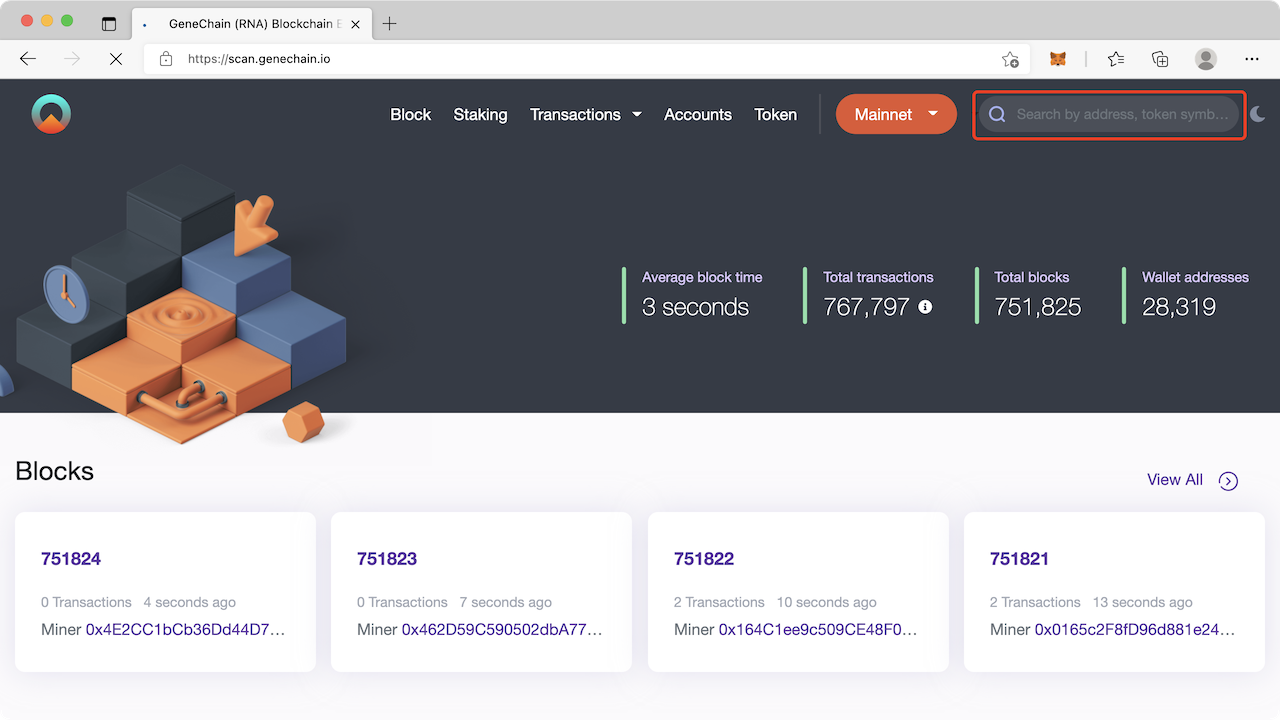 GeneChain (RNA) Blockchain E
https://scan.genechain.io
Block Staking Transactions Accounts Token Mainnet Search by address, token symb...
Average block time Total transactions Total blocks Wallet addresses
3 seconds 767,797 751,825 28,319
Blocks
View All
751824 751823 751822 751821
0 Transactions 4 seconds ago 0 Transactions 7 seconds ago 2 Transactions 10 seconds ago 2 Transactions 13 seconds ago
Miner 0x4E2CC1bCb36Dd44D7... Miner 0x462D59C590502dbA77... Miner 0x164C1ee9c509CE48F0... Miner 0x0165c2F8fD96d881e24...